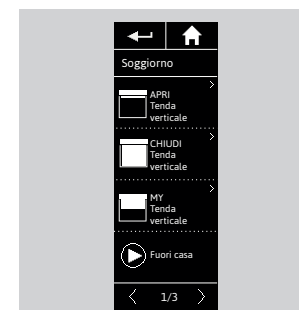 Soggiorno
APRI
Tenda
verticale
CHIUDI
Tenda
verticale
MY
Tenda
verticale
Fuori casa
1/3